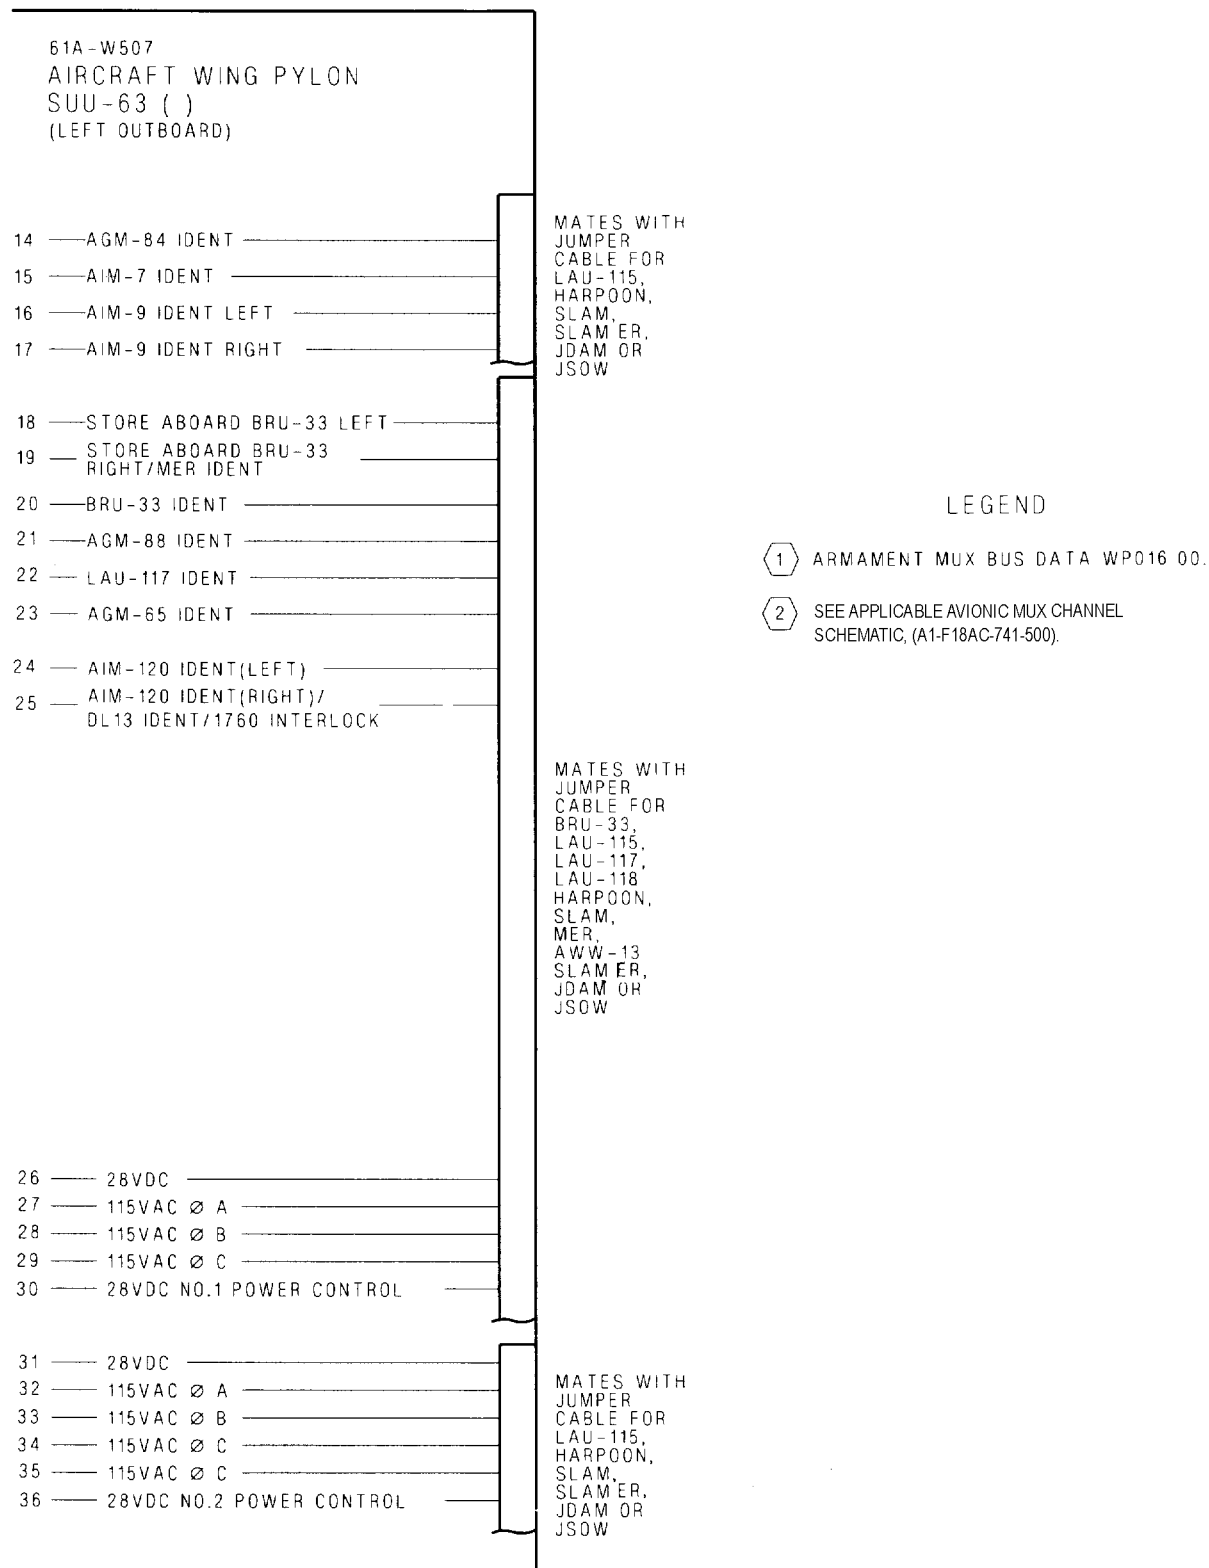 61A-W507
AIRCRAFT WING PYLON
SUU-63 ( )
(LEFT OUTBOARD)
14 AGM-84 IDENT
15 AIM-7 IDENT
16 AIM-9 IDENT LEFT
17 AIM-9 IDENT RIGHT
MATES WITH
JUMPER
CABLE FOR
LAU-115,
HARPOON,
SLAM,
SLAM ER,
JDAM OR
JSOW
18 STORE ABOARD BRU-33 LEFT
19 STORE ABOARD BRU-33
RIGHT/MER IDENT
20 BRU-33 IDENT
21 AGM-88 IDENT
22 LAU-117 IDENT
23 AGM-65 IDENT
24 AIM-120 IDENT(LEFT)
25 AIM-120 IDENT(RIGHT)/
DL13 IDENT/1760 INTERLOCK
MATES WITH
JUMPER
CABLE FOR
BRU-33,
LAU-115,
LAU-117,
LAU-118
HARPOON,
SLAM,
MER,
AWW-13
SLAM ER,
JDAM OR
JSOW
26 28VDC
27 115VAC Ø A
28 115VAC Ø B
29 115VAC Ø C
30 28VDC NO.1 POWER CONTROL
31 28VDC
32 115VAC Ø A
33 115VAC Ø B
34 115VAC Ø C
35 115VAC Ø C
36 28VDC NO.2 POWER CONTROL
MATES WITH
JUMPER
CABLE FOR
LAU-115,
HARPOON,
SLAM,
SLAM ER,
JDAM OR
JSOW
LEGEND
1 ARMAMENT MUX BUS DATA WP016 00.
2 SEE APPLICABLE AVIONIC MUX CHANNEL
SCHEMATIC, (A1-F18AC-741-500).